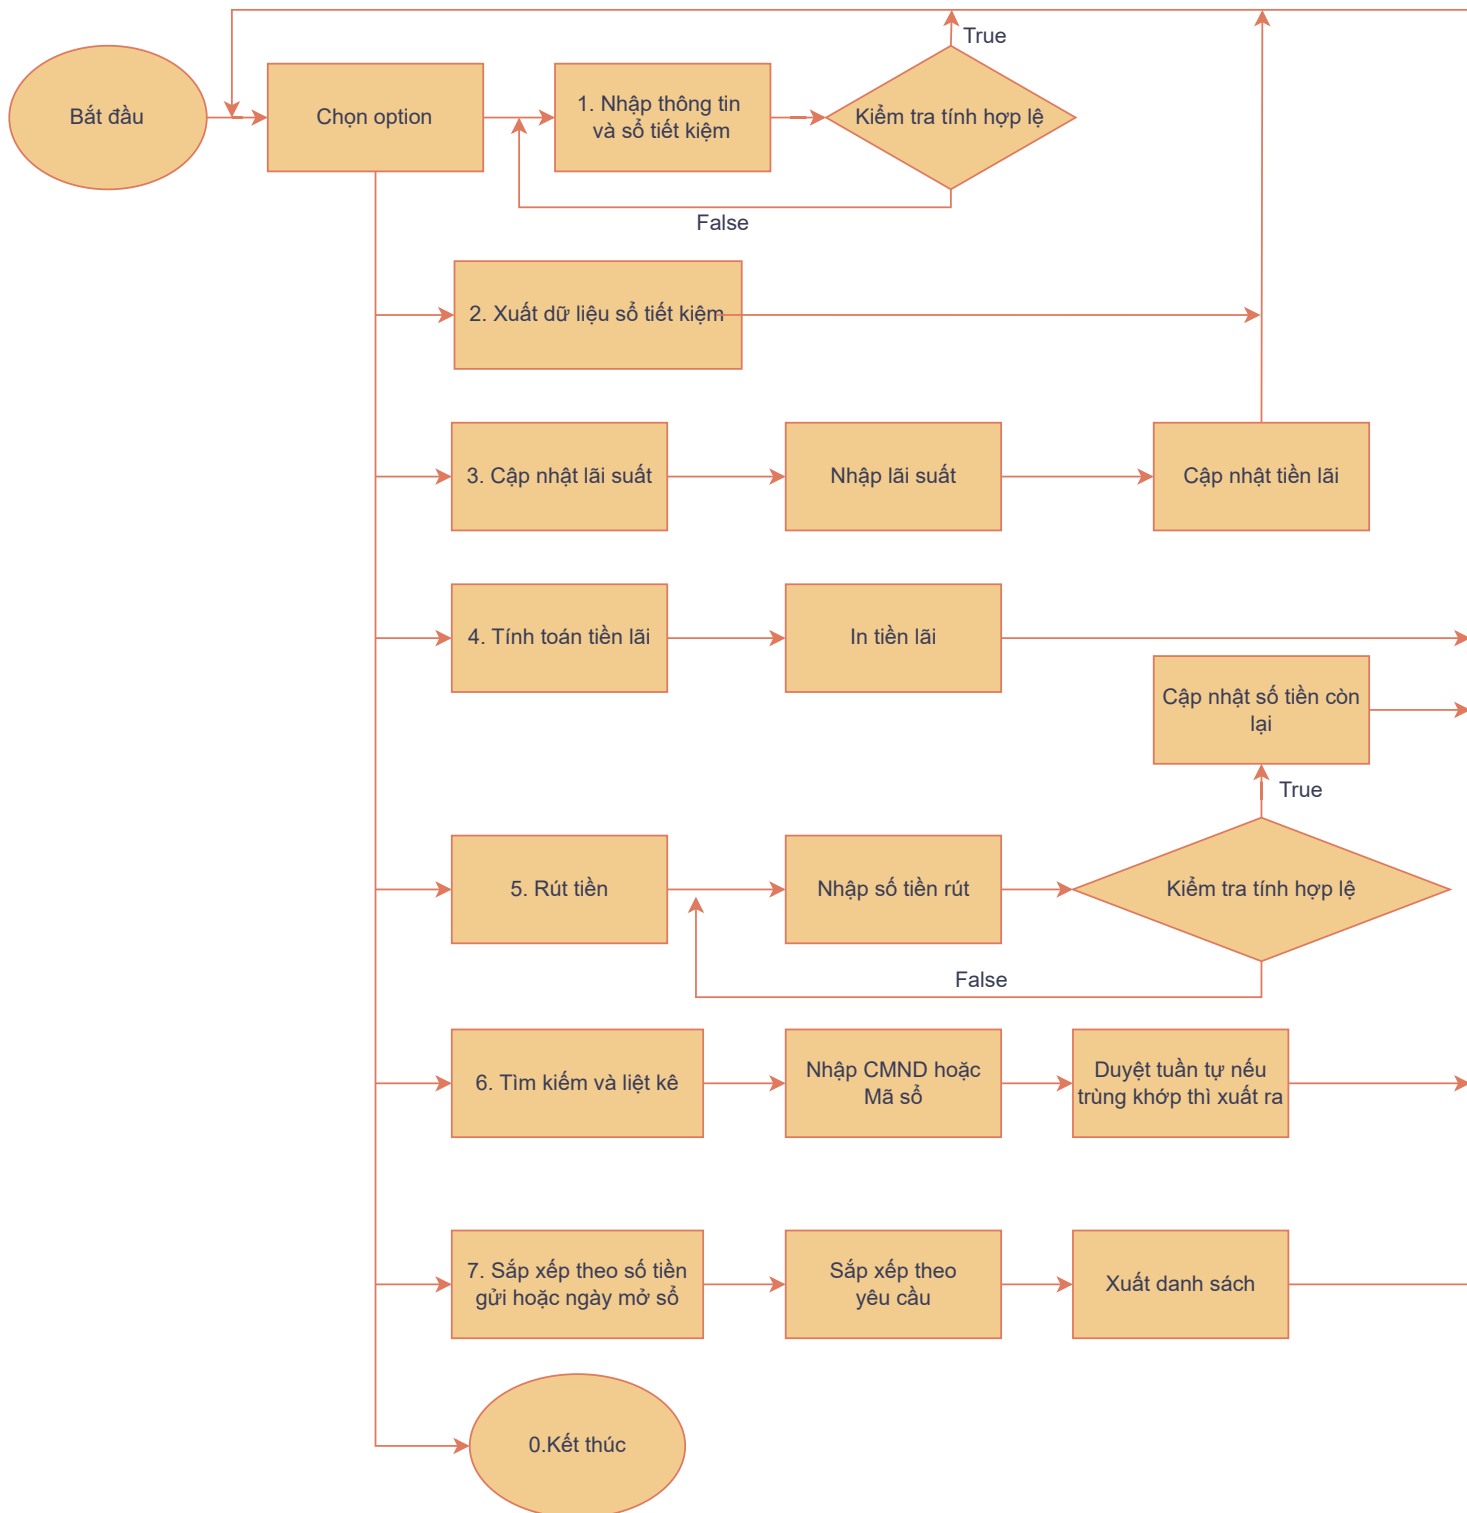 True
Bắt đầu
Chọn option
1. Nhập thông tin
và sổ tiết kiệm
Kiểm tra tính hợp lệ
False
2. Xuất dữ liệu sổ tiết kiệm
3. Cập nhật lãi suất
Nhập lãi suất
Cập nhật tiền lãi
4. Tính toán tiền lãi
In tiền lãi
Cập nhật số tiền còn
lại
True
5. Rút tiền
Nhập số tiền rút
Kiểm tra tính hợp lệ
False
6. Tìm kiếm và liệt kê
Nhập CMND hoặc
Mã sổ
Duyệt tuần tự nếu
trùng khớp thì xuất ra
7. Sắp xếp theo số tiền
gửi hoặc ngày mở sổ
Sắp xếp theo
yêu cầu
Xuất danh sách
0.Kết thúc